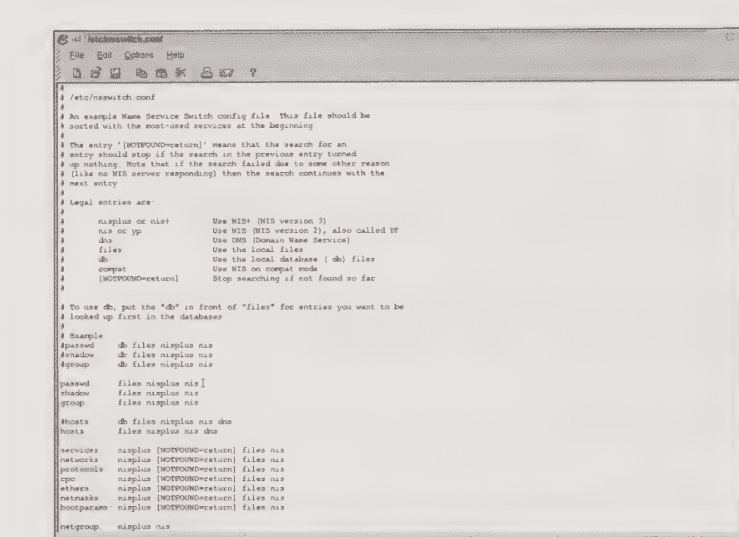 /etc/nsswitch.conf
File Edit Options Help
#
# /etc/nsswitch conf
#
# An example Name Service Switch config file This file should be
# sorted with the most-used services at the beginning
#
# The entry '[NOTFOUND=return]' means that the search for an
# entry should stop if the search in the previous entry turned
# up nothing. Note that if the search failed due to some other reason
# (like no NIS server responding) then the search continues with the
# next entry
#
# Legal entries are
#
# nisplus or nis+ Use NIS+ (NIS version 3)
# nis or yp Use NIS (NIS version 2), also called YP
# dns Use DNS (Domain Name Service)
# files Use the local files
# db Use the local database ( db) files
# compat Use NIS on compat mode
# [NOTFOUND=return] Stop searching if not found so far
#
# To use db, put the "db" in front of "files" for entries you want to be
# looked up first in the databases
#
# Example
#passwd db files nisplus nis
#shadow db files nisplus nis
#group db files nisplus nis
passwd files nisplus nis
shadow files nisplus nis
group files nisplus nis
#hosts db files nisplus nis dns
hosts files nisplus nis dns
services nisplus [NOTFOUND=return] files nis
networks nisplus [NOTFOUND=return] files nis
protocols nisplus [NOTFOUND=return] files nis
rpc nisplus [NOTFOUND=return] files nis
ethers nisplus [NOTFOUND=return] files nis
netmasks nisplus [NOTFOUND=return] files nis
bootparams nisplus [NOTFOUND=return] files nis
netgroup. nisplus nis